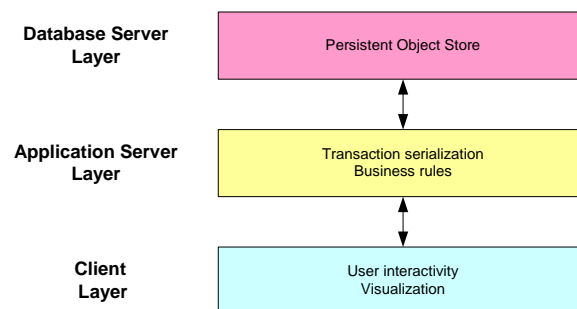 Database Server
Layer
Persistent Object Store
Application Server
Layer
Transaction serialization
Business rules
Client
Layer
User interactivity
Visualization